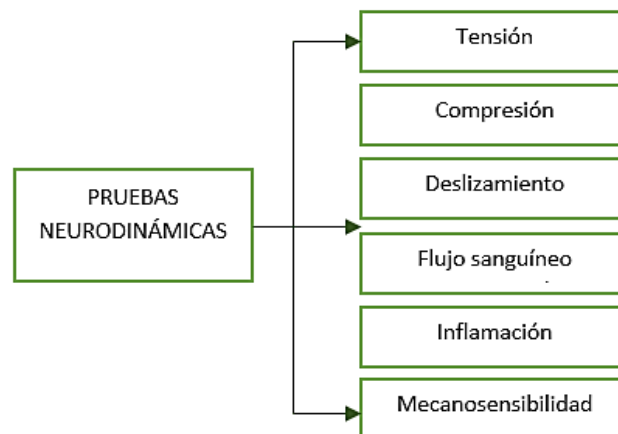 Tensión
Compresión
PRUEBAS
NEURODINÁMICAS
Deslizamiento
Flujo sanguíneo
Inflamación
Mecanosensibilidad